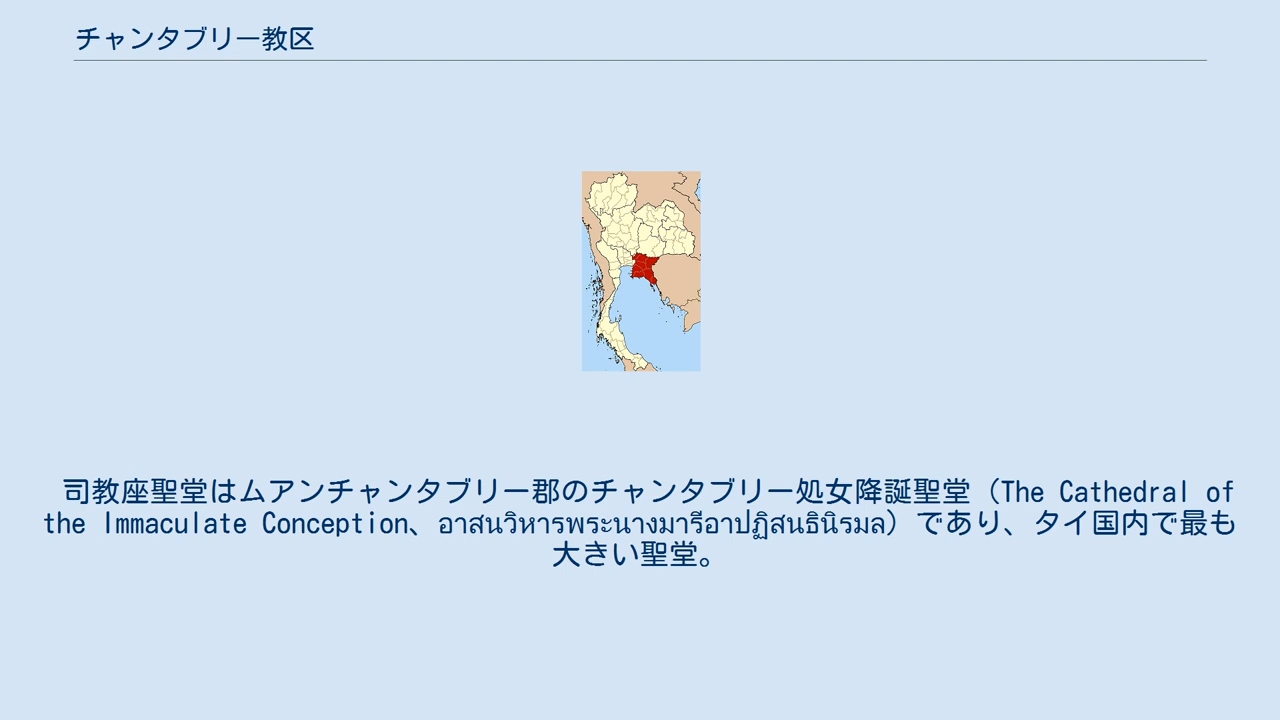 チャンタブリー教区
司教座聖堂はムアンチャンタブリー郡のチャンタブリー処女降誕聖堂（The Cathedral of
the Immaculate Conception、อาสนวิหารพระนางมารีอาปฏิสนธินิรมล）であり、タイ国内で最も
大きい聖堂。